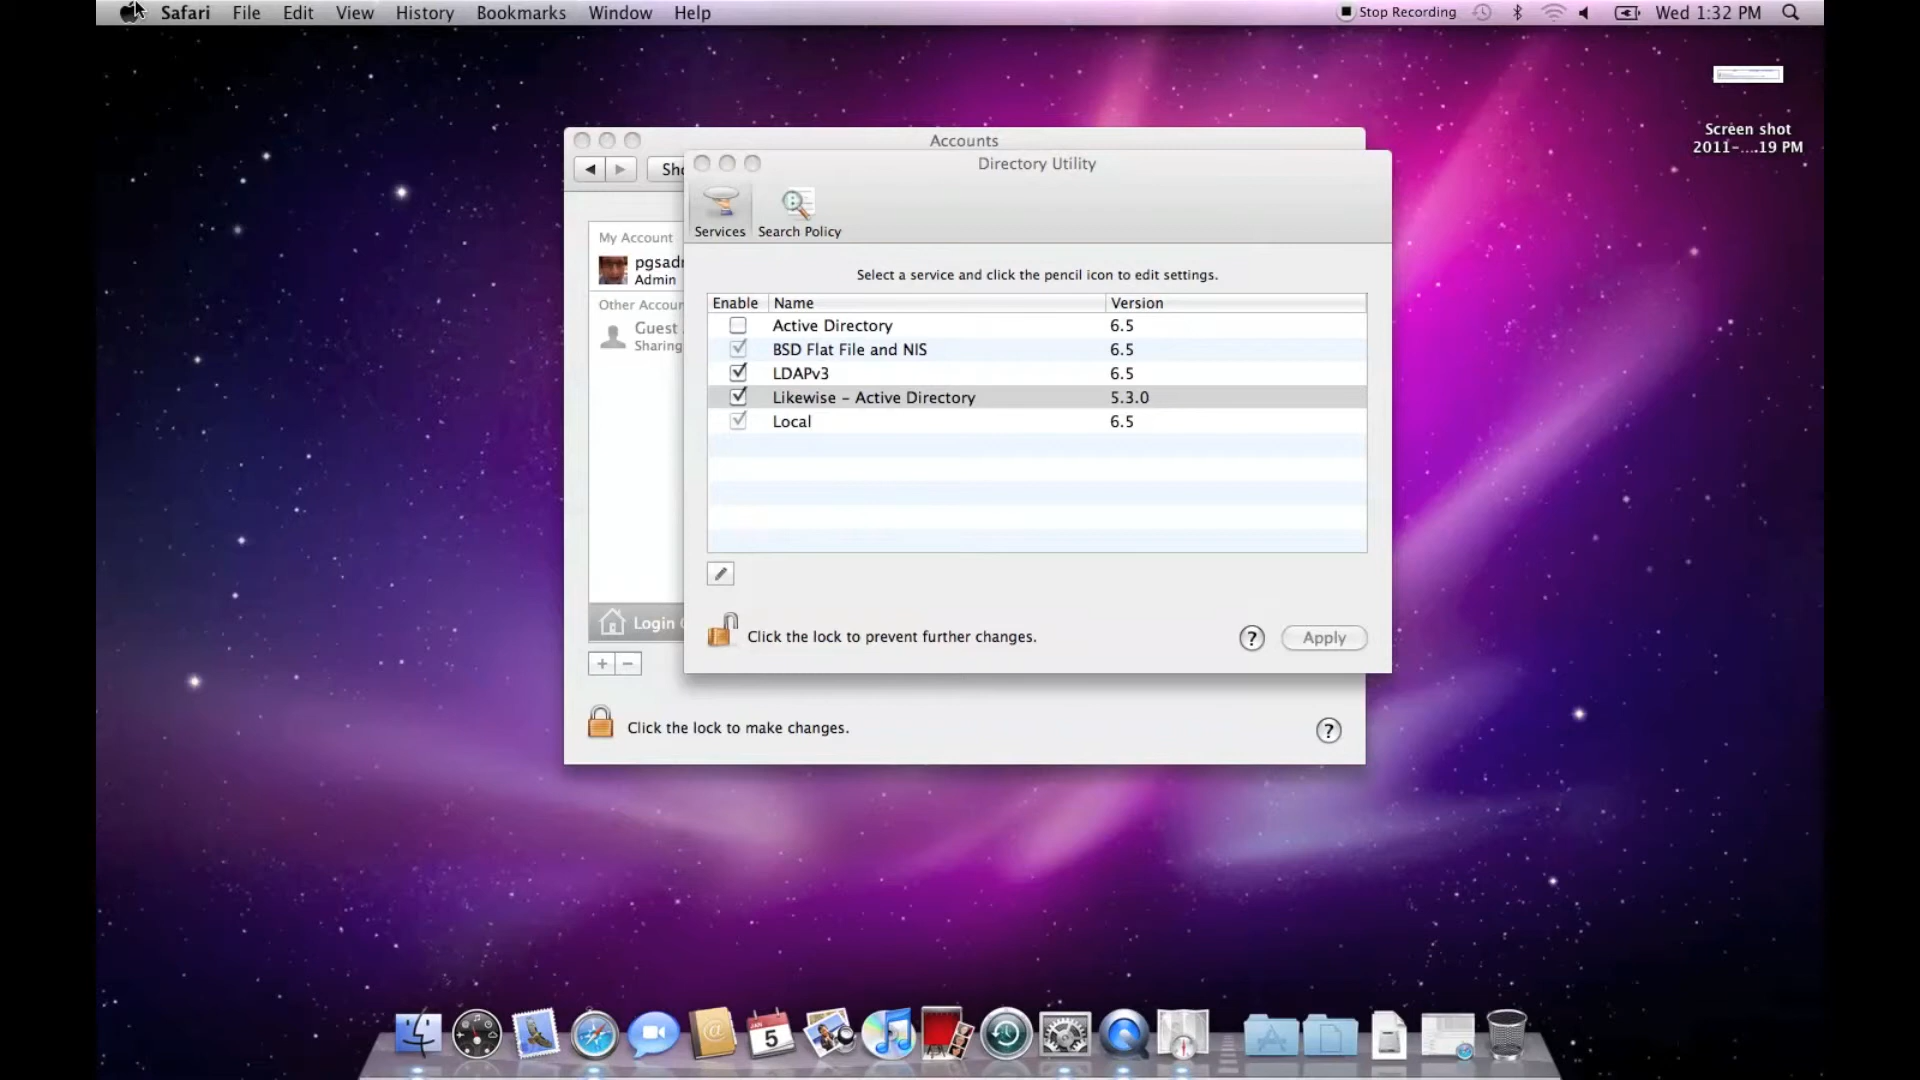 Safari File Edit View History Bookmarks Window Help
Stop Recording Wed 1:32 PM
Screen shot
2011-....19 PM
Accounts
Directory Utility
Services Search Policy
My Account
Admin
Guest
Sharing
Select a service and click the pencil icon to edit settings.
Enable Name Version
Active Directory 6.5
BSD Flat File and NIS 6.5
LDAPv3 6.5
Likewise - Active Directory 5.3.0
Local 6.5
Login
Click the lock to prevent further changes.
? Apply
+ -
Click the lock to make changes.
?
JAN
5